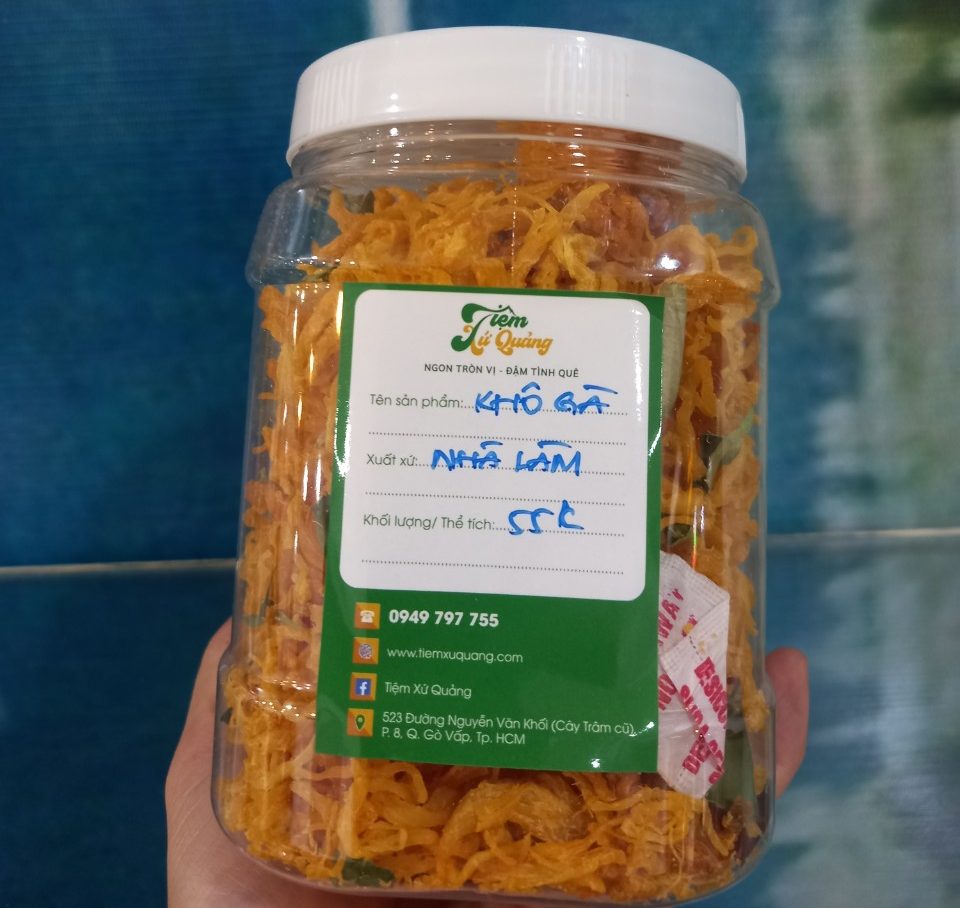 Tiệm
Xứ Quảng
NGON TRÒN VỊ - ĐẬM TÌNH QUÊ
Tên sản phẩm: KHÔ GÀ
Xuất xứ: NHÀ LÀM
Khối lượng/ Thể tích: 55K
0949 797 755
www.tiemxuquang.com
Tiệm Xứ Quảng
523 Đường Nguyễn Văn Khối (Cây Trâm cũ)
P. 8, Q. Gò Vấp, Tp. HCM